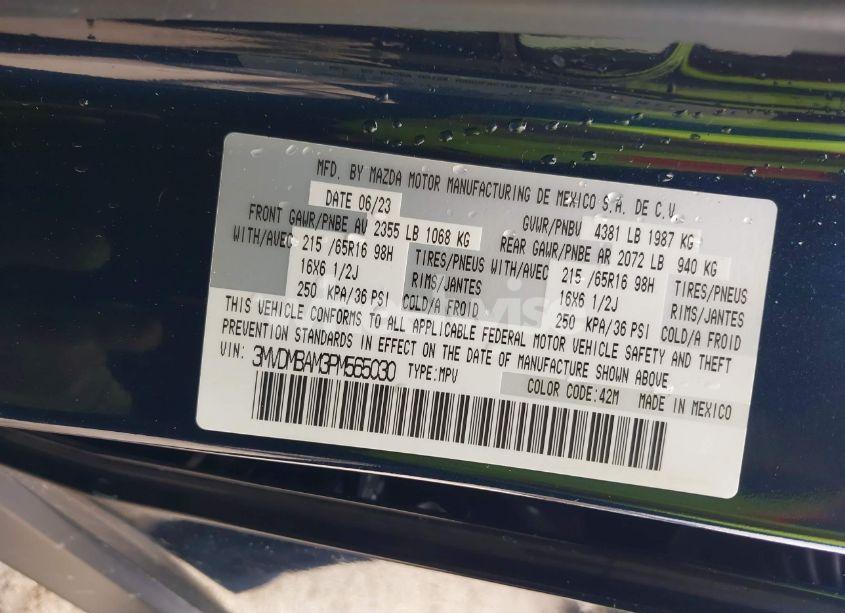 MFD. BY MAZDA MOTOR MANUFACTURING DE MEXICO S.A. DE C.V.
DATE 06/23 GVWR/PNBV 4381 LB 1987 KG
FRONT GAWR/PNBE AV 2355 LB 1068 KG REAR GAWR/PNBE AR 2072 LB 940 KG
WITH/AVEC 215 /65R16 98H TIRES/PNEUS WITH/AVEC 215 /65R16 98H TIRES/PNEUS
16X6 1/2J RIMS/JANTES 16X6 1/2J RIMS/JANTES
250 KPA/36 PSI COLD/A FROID 250 KPA/36 PSI COLD/A FROID
THIS VEHICLE CONFORMS TO ALL APPLICABLE FEDERAL MOTOR VEHICLE SAFETY AND THEFT
PREVENTION STANDARDS IN EFFECT ON THE DATE OF MANUFACTURE SHOWN ABOVE.
VIN: 3MVDMBAM3PM565030 TYPE:MPV
COLOR CODE:42M MADE IN MEXICO